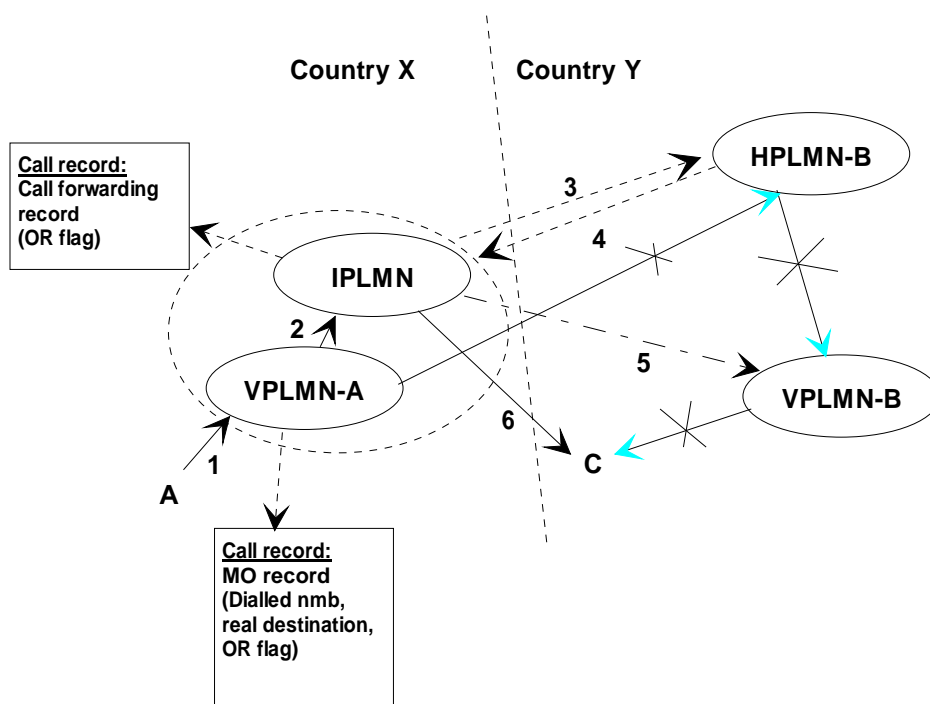 Country X
Country Y
Call record:
Call forwarding
record
(OR flag)
HPLMN-B
3
4
IPLMN
2
5
VPLMN-A
VPLMN-B
6
1
C
A
Call record:
MO record
(Dialled nmb,
real destination,
OR flag)